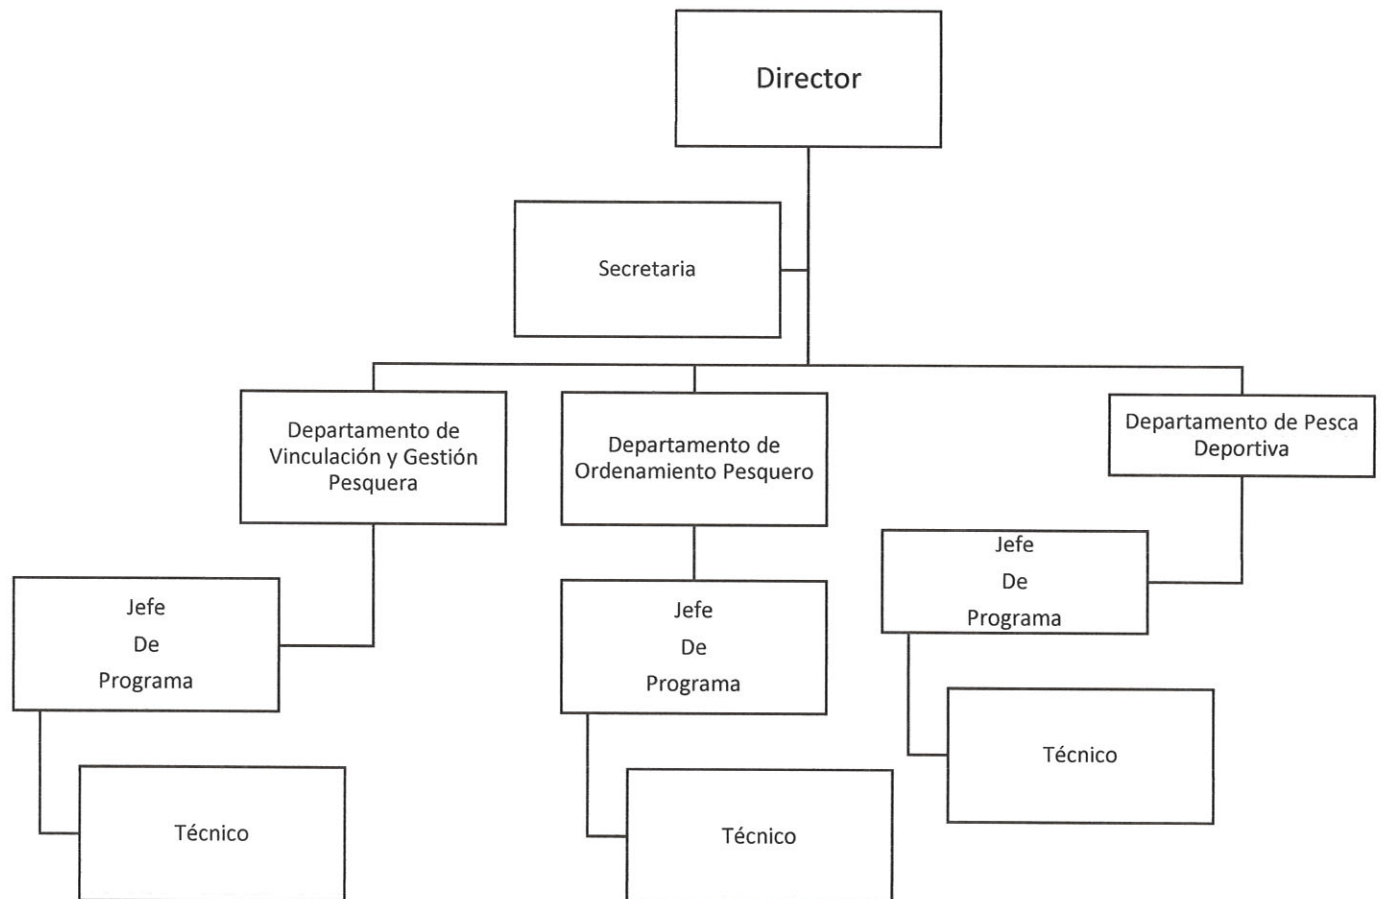 Director
Secretaria
Departamento de
Vinculación y Gestión
Pesquera
Departamento de
Ordenamiento Pesquero
Departamento de Pesca
Deportiva
Jefe
De
Programa
Jefe
De
Programa
Jefe
De
Programa
Técnico
Técnico
Técnico